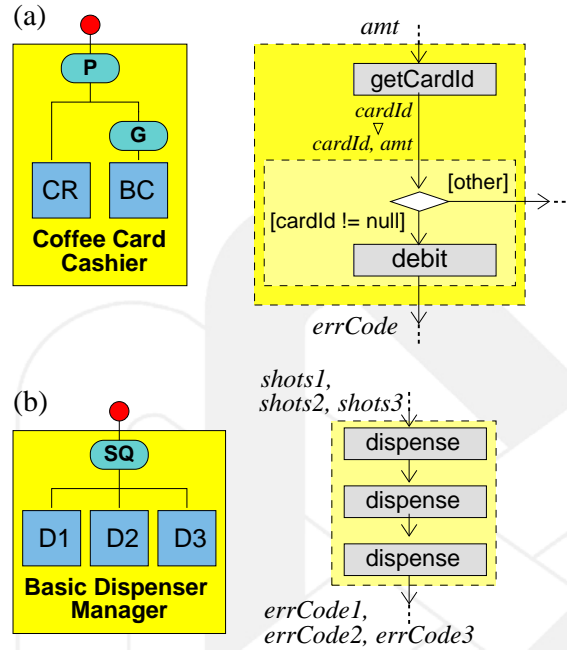 (a)
P
G
CR
BC
Coffee Card
Cashier
amt
getCardId
cardId
▽
cardId, amt
[other]
[cardId != null]
debit
errCode
(b)
SQ
D1
D2
D3
Basic Dispenser
Manager
shots1,
shots2, shots3
dispense
dispense
dispense
errCode1,
errCode2, errCode3